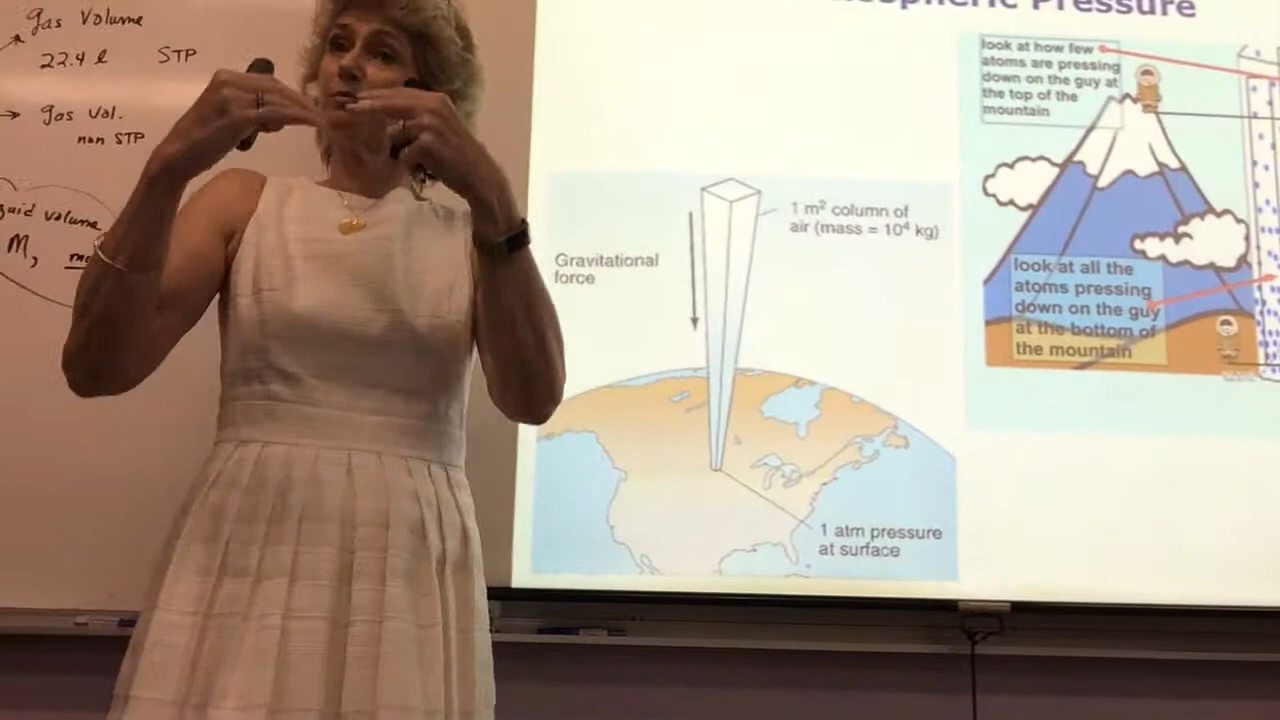 Gas Volume
22.4 l STP
gas Vol.
non STP
volume
M,
Pressure
Gravitational
force
1 m² column of
air (mass = 10⁴ kg)
1 atm pressure
at surface
look at how few
atoms are pressing
down on the guy at
the top of the
mountain
look at all the
atoms pressing
down on the guy
at the bottom of
the mountain